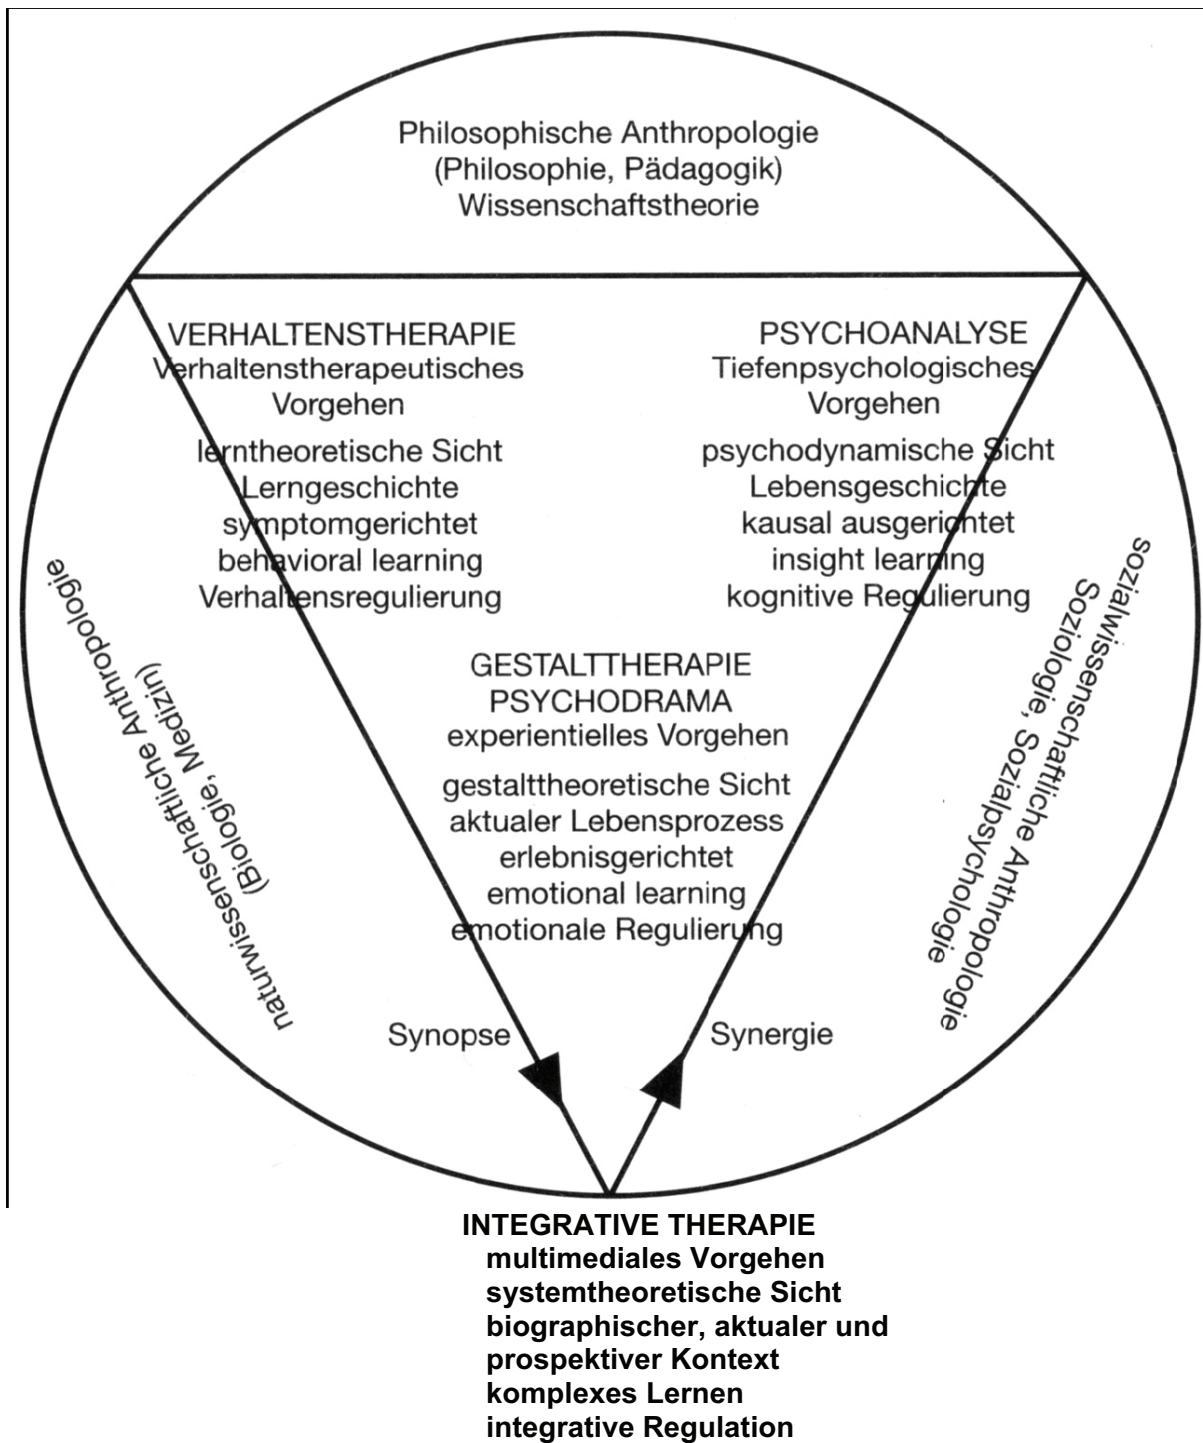 Philosophische Anthropologie
(Philosophie, Pädagogik)
Wissenschaftstheorie
VERHALTENSTHERAPIE
Verhaltenstherapeutisches
Vorgehen
lerntheoretische Sicht
Lerngeschichte
symptomgerichtet
behavioral learning
Verhaltensregulierung
PSYCHOANALYSE
Tiefenpsychologisches
Vorgehen
psychodynamische Sicht
Lebensgeschichte
kausal ausgerichtet
insight learning
kognitive Regulierung
naturwissenschaftliche Anthropologie
(Biologie, Medizin)
sozialwissenschaftliche Anthropologie
Soziologie, Sozialpsychologie
GESTALTTHERAPIE
PSYCHODRAMA
experientielles Vorgehen
gestalttheoretische Sicht
aktualer Lebensprozess
erlebnisgerichtet
emotional learning
emotionale Regulierung
Synopse
Synergie
INTEGRATIVE THERAPIE
multimediales Vorgehen
systemtheoretische Sicht
biographischer, aktualer und
prospektiver Kontext
komplexes Lernen
integrative Regulation